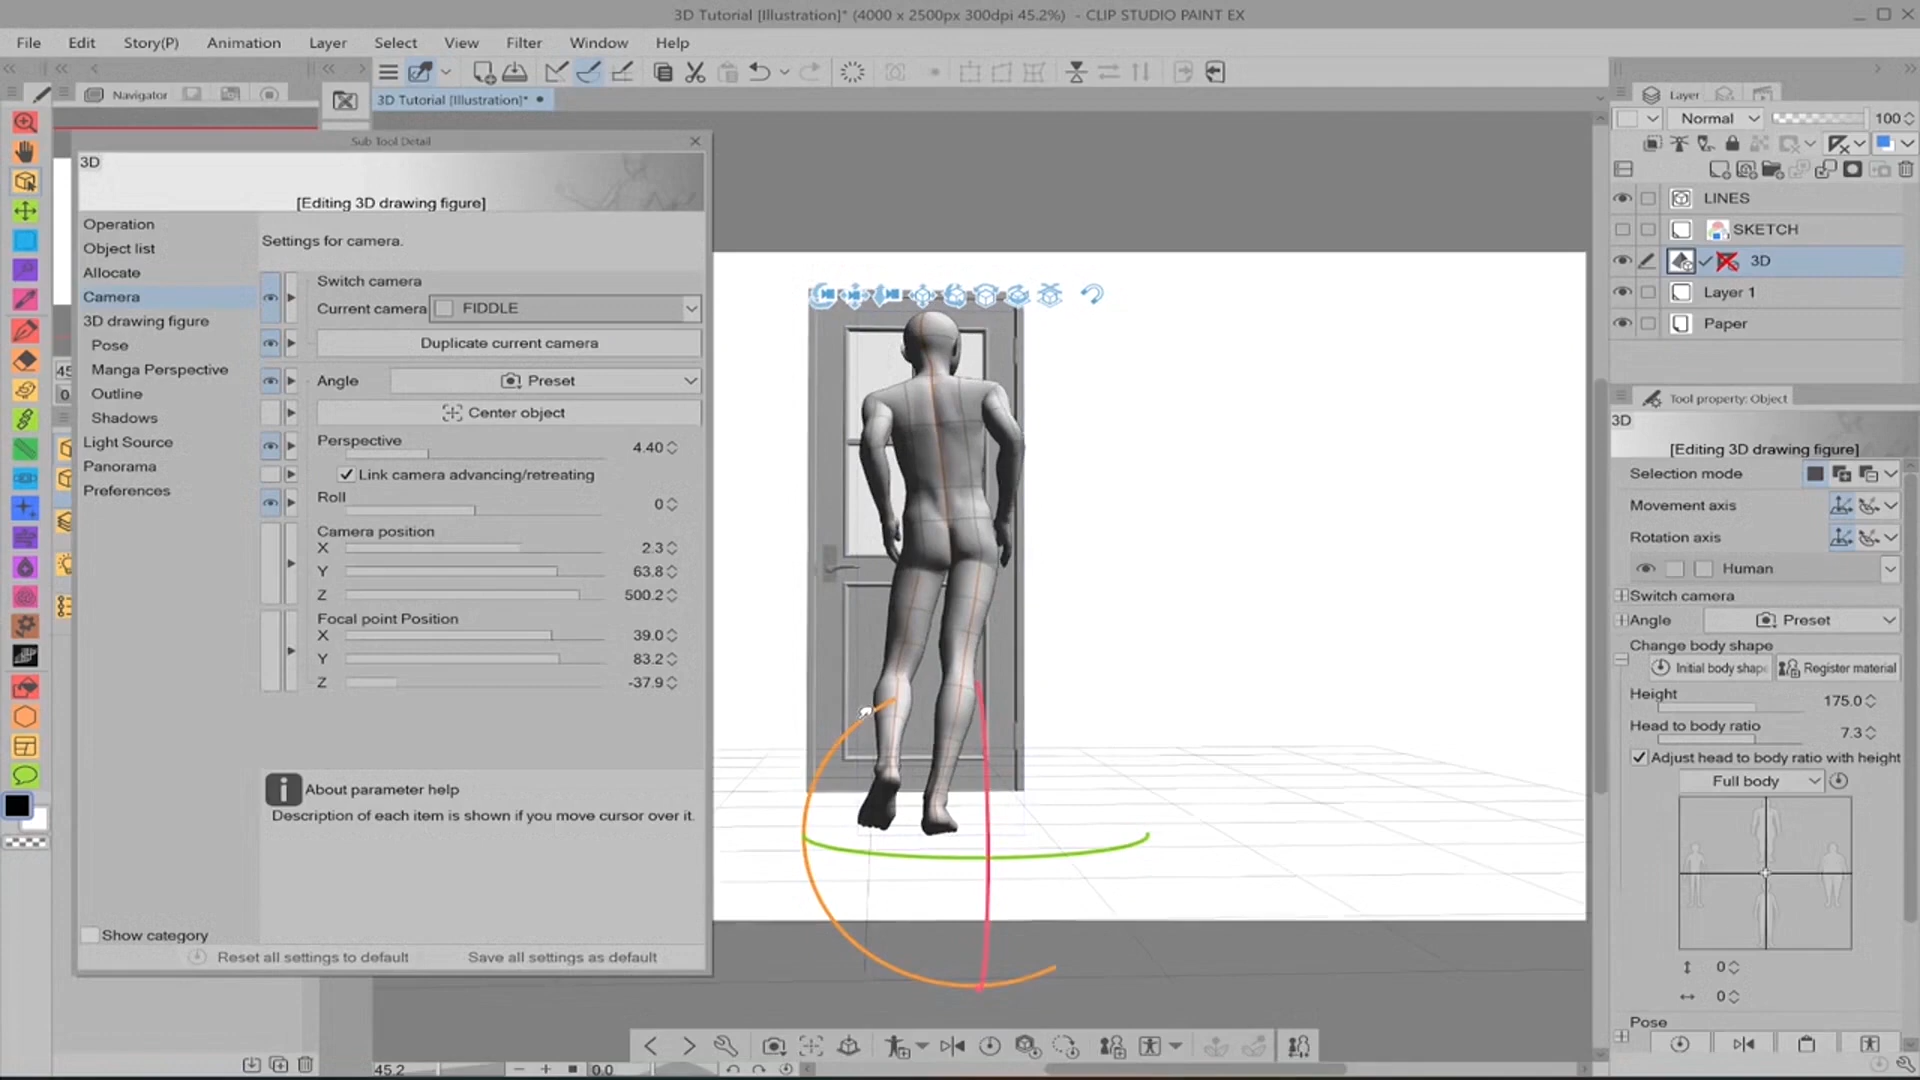 3D Tutorial [Illustration]* (4000 x 2500px 300dpi 45.2%)  - CLIP STUDIO PAINT EX
File Edit Story(P) Animation Layer Select View Filter Window Help
Navigator
3D Tutorial [Illustration]*
Sub Tool Detail
3D
[Editing 3D drawing figure]
Operation
Object list
Allocate
Camera
3D drawing figure
Pose
Manga Perspective
Outline
Shadows
Light Source
Panorama
Preferences
Settings for camera.
Switch camera
Current camera FIDDLE
Duplicate current camera
Angle Preset
Center object
Perspective 4.40
Link camera advancing/retreating
Roll 0
Camera position
X 2.3
Y 63.8
Z 500.2
Focal point Position
X 39.0
Y 83.2
Z -37.9
About parameter help
Description of each item is shown if you move cursor over it.
Show category
Reset all settings to default Save all settings as default
45
0
45.2 0.0
Layer
Normal 100
LINES
SKETCH
3D
Layer 1
Paper
Tool property: Object
3D
[Editing 3D drawing figure]
Selection mode
Movement axis
Rotation axis
Human
Switch camera
Angle Preset
Change body shape
Initial body shape Register material
Height 175.0
Head to body ratio 7.3
Adjust head to body ratio with height
Full body
0
0
Pose